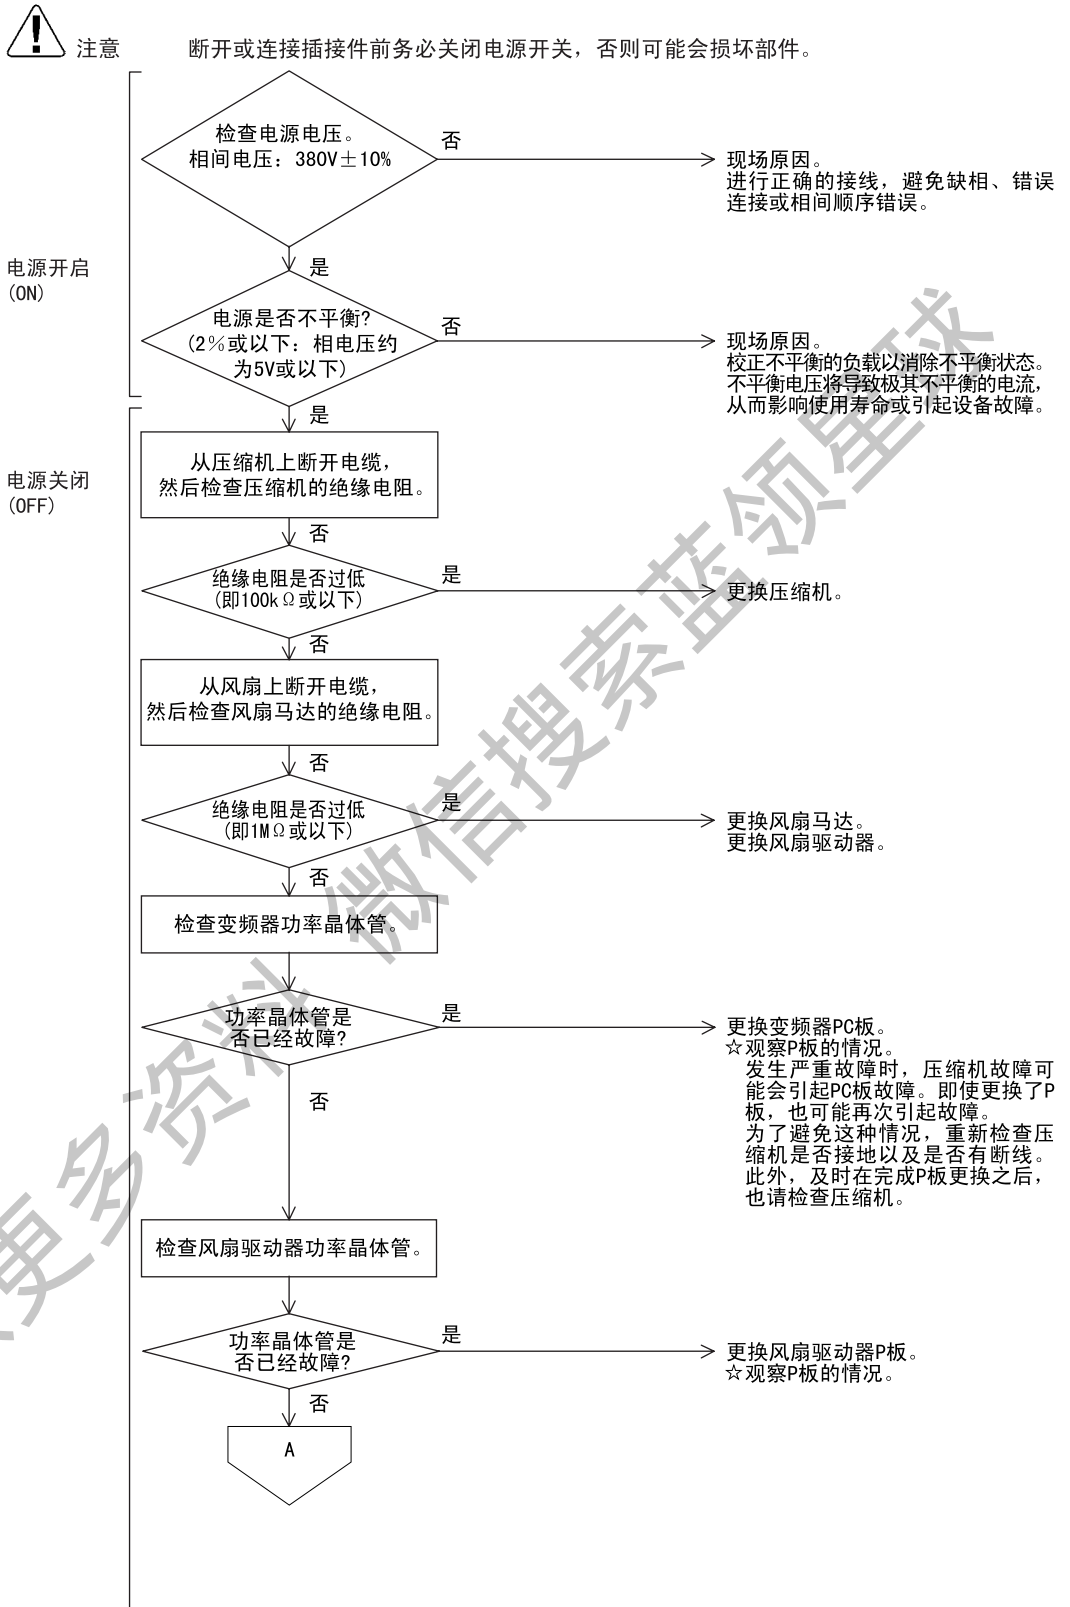 注意 断开或连接插接件前务必关闭电源开关，否则可能会损坏部件。
检查电源电压。
相间电压：380V±10%
否
现场原因。
进行正确的接线，避免缺相、错误
连接或相间顺序错误。
是
电源开启
(ON)
电源是否不平衡?
(2%或以下：相电压约
为5V或以下)
否
现场原因。
校正不平衡的负载以消除不平衡状态。
不平衡电压将导致极其不平衡的电流，
从而影响使用寿命或引起设备故障。
是
电源关闭
(OFF)
从压缩机上断开电缆，
然后检查压缩机的绝缘电阻。
否
绝缘电阻是否过低
(即100kΩ或以下)
是
更换压缩机。
否
从风扇上断开电缆，
然后检查风扇马达的绝缘电阻。
否
绝缘电阻是否过低
(即1MΩ或以下)
是
更换风扇马达。
更换风扇驱动器。
否
检查变频器功率晶体管。
功率晶体管是
否已经故障?
是
更换变频器PC板。
☆观察P板的情况。
发生严重故障时，压缩机故障可
能会引起PC板故障。即使更换了P
板，也可能再次引起故障。
为了避免这种情况，重新检查压
缩机是否接地以及是否有断线。
此外，及时在完成P板更换之后，
也请检查压缩机。
否
检查风扇驱动器功率晶体管。
功率晶体管是
否已经故障?
是
更换风扇驱动器P板。
☆观察P板的情况。
否
A
更多资料 微信搜索蓝领星球